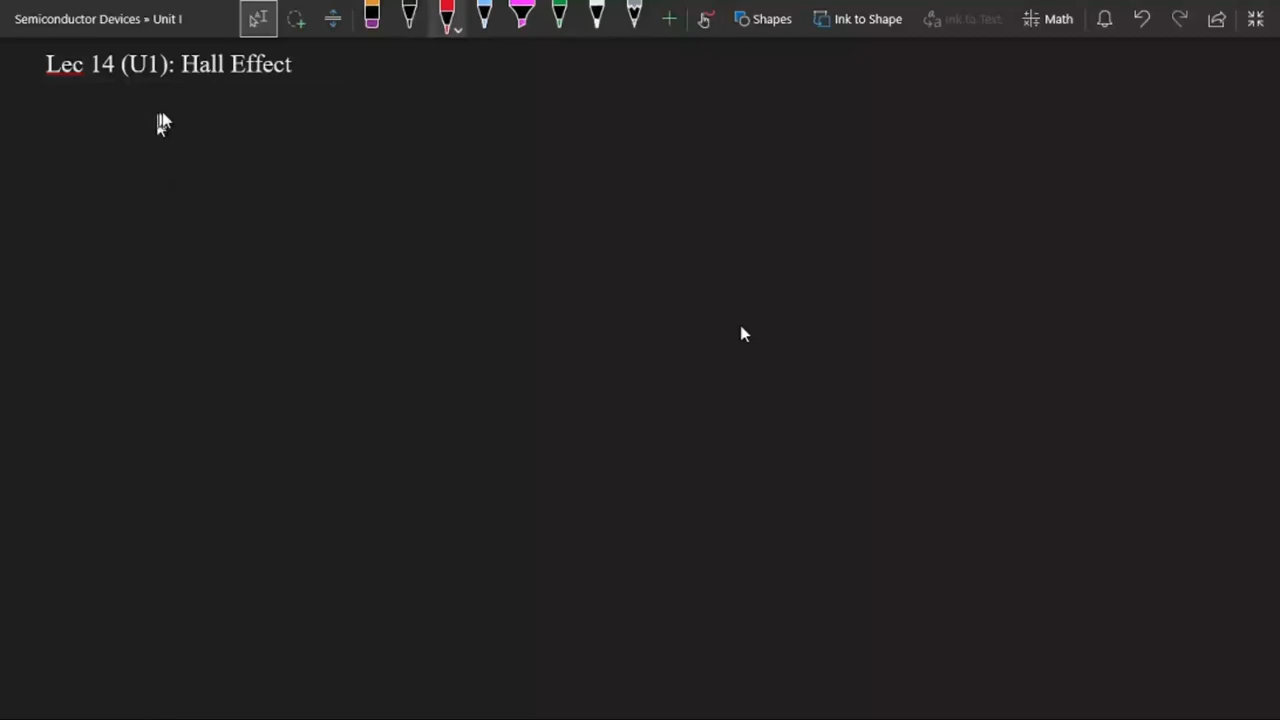 Semiconductor Devices » Unit I
Shapes
Ink to Shape
Ink to Text
Math
Lec 14 (U1): Hall Effect